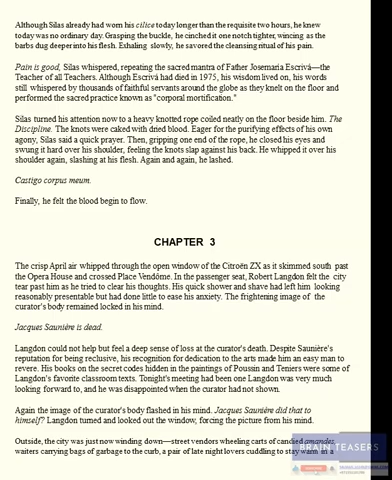 Although Silas already had worn his cilice today longer than the requisite two hours, he knew
today was no ordinary day. Grasping the buckle, he cinched it one notch tighter, wincing as the
barbs dug deeper into his flesh. Exhaling slowly, he savored the cleansing ritual of his pain.
Pain is good, Silas whispered, repeating the sacred mantra of Father Josemaria Escrivá—the
Teacher of all Teachers. Although Escrivá had died in 1975, his wisdom lived on, his words
still whispered by thousands of faithful servants around the globe as they knelt on the floor and
performed the sacred practice known as "corporal mortification."
Silas turned his attention now to a heavy knotted rope coiled neatly on the floor beside him. The
Discipline. The knots were caked with dried blood. Eager for the purifying effects of his own
agony, Silas said a quick prayer. Then, gripping one end of the rope, he closed his eyes and
swung it hard over his shoulder, feeling the knots slap against his back. He whipped it over his
shoulder again, slashing at his flesh. Again and again, he lashed.
Castigo corpus meum.
Finally, he felt the blood begin to flow.
CHAPTER 3
The crisp April air whipped through the open window of the Citroën ZX as it skimmed south past
the Opera House and crossed Place Vendôme. In the passenger seat, Robert Langdon felt the city
tear past him as he tried to clear his thoughts. His quick shower and shave had left him looking
reasonably presentable but had done little to ease his anxiety. The frightening image of the
curator's body remained locked in his mind.
Jacques Saunière is dead.
Langdon could not help but feel a deep sense of loss at the curator's death. Despite Saunière's
reputation for being reclusive, his recognition for dedication to the arts made him an easy man to
revere. His books on the secret codes hidden in the paintings of Poussin and Teniers were some of
Langdon's favorite classroom texts. Tonight's meeting had been one Langdon was very much
looking forward to, and he was disappointed when the curator had not shown.
Again the image of the curator's body flashed in his mind. Jacques Saunière did that to
himself? Langdon turned and looked out the window, forcing the picture from his mind.
Outside, the city was just now winding down—street vendors wheeling carts of candied amandes,
waiters carrying bags of garbage to the curb, a pair of late night lovers cuddling to stay warm in a
BRAIN TEASERS